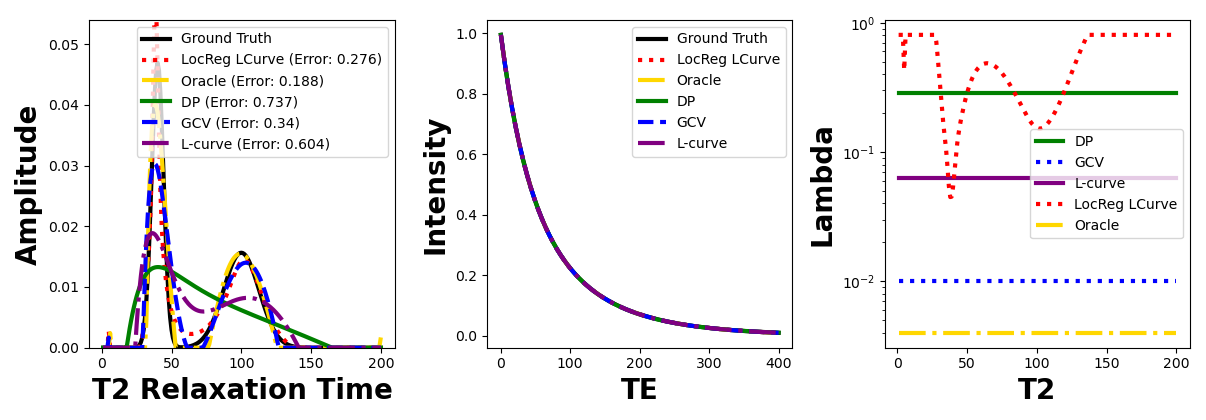 Amplitude
0.05
0.04
0.03
0.02
0.01
0.00
0
50
100
150
200
T2 Relaxation Time
Ground Truth
LocReg LCurve (Error: 0.276)
Oracle (Error: 0.188)
DP (Error: 0.737)
GCV (Error: 0.34)
L-curve (Error: 0.604)
Intensity
1.0
0.8
0.6
0.4
0.2
0.0
0
100
200
300
400
TE
Ground Truth
LocReg LCurve
Oracle
DP
GCV
L-curve
Lambda
10⁰
10⁻¹
10⁻²
0
50
100
150
200
T2
DP
GCV
L-curve
LocReg LCurve
Oracle